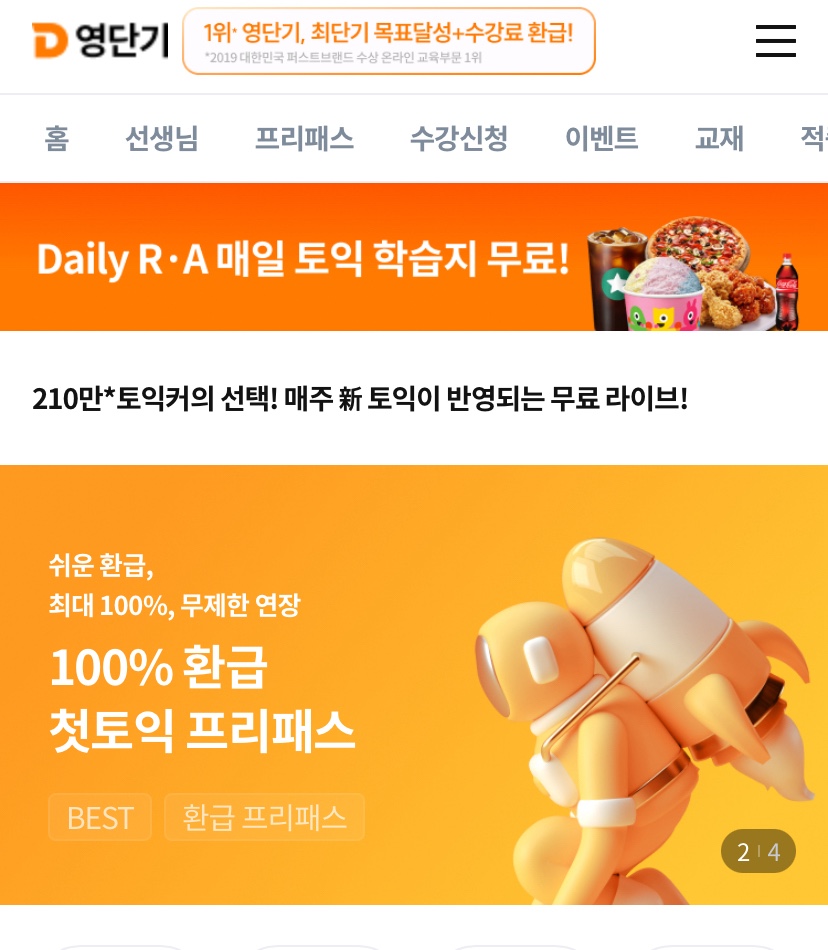 영단기
1위* 영단기, 최단기 목표달성+수강료 환급!
*2019 대한민국 퍼스트브랜드 수상 온라인 교육부문 1위
홈 선생님 프리패스 수강신청 이벤트 교재
Daily R·A 매일 토익 학습지 무료!
210만*토익커의 선택! 매주 新 토익이 반영되는 무료 라이브!
쉬운 환급,
최대 100%, 무제한 연장
100% 환급
첫토익 프리패스
BEST 환급 프리패스
2 | 4